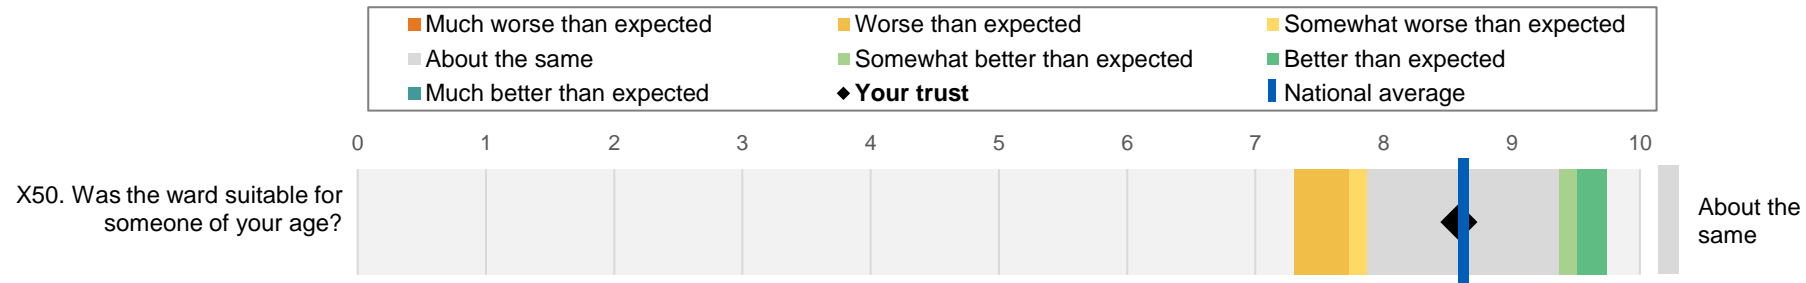 Much worse than expected
Worse than expected
Somewhat worse than expected
About the same
Somewhat better than expected
Better than expected
Much better than expected
Your trust
National average
0 1 2 3 4 5 6 7 8 9 10
X50. Was the ward suitable for
someone of your age?
About the
same